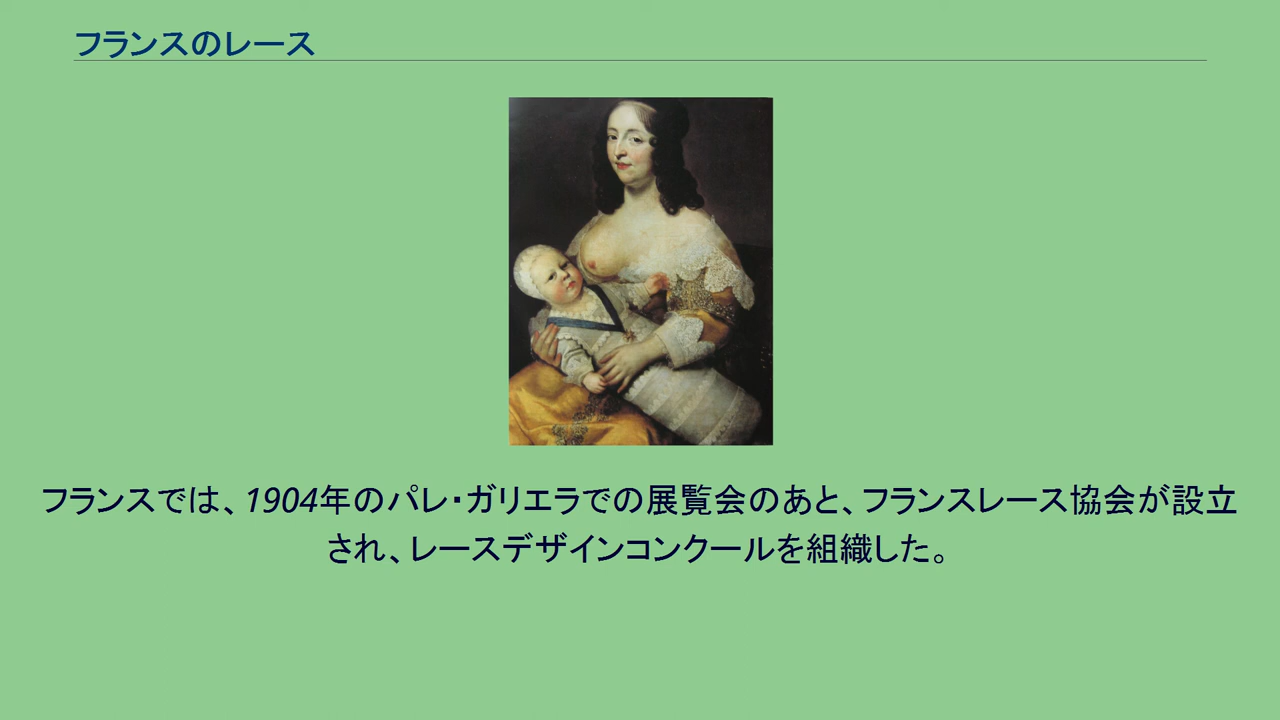 フランスのレース
フランスでは、1904年のパレ・ガリエラでの展覧会のあと、フランスレース協会が設立
され、レースデザインコンクールを組織した。